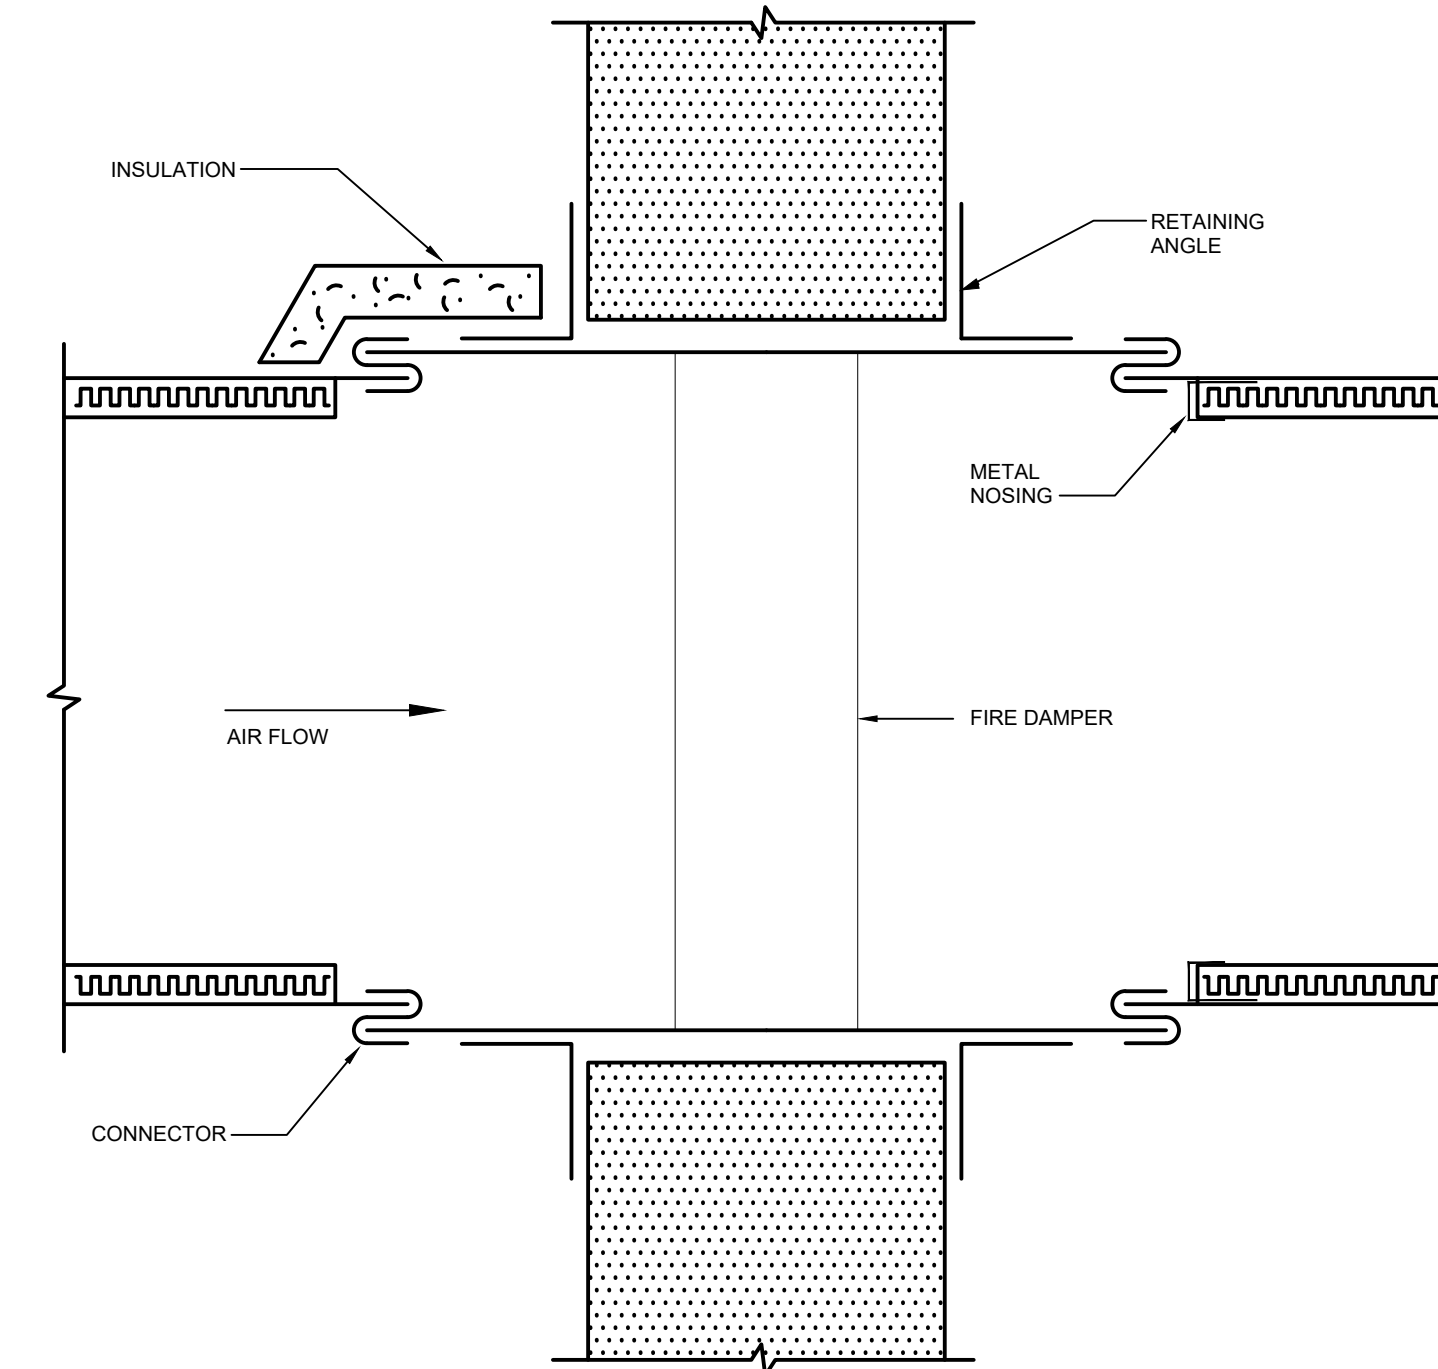 INSULATION
RETAINING
ANGLE
METAL
NOSING
AIR FLOW
FIRE DAMPER
CONNECTOR